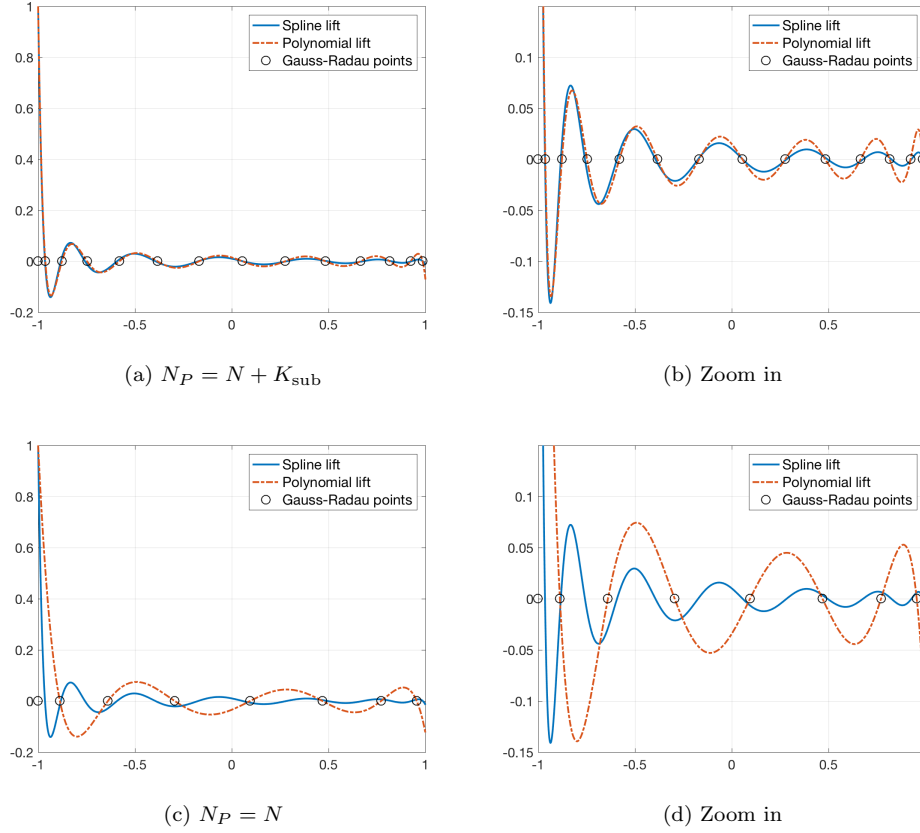 1
0.8
0.6
0.4
0.2
0
-0.2
-1 -0.5 0 0.5 1
Spline lift
Polynomial lift
Gauss-Radau points
(a) $N_P = N + K_{\text{sub}}$
0.1
0.05
0
-0.05
-0.1
-0.15
-1 -0.5 0 0.5
Spline lift
Polynomial lift
Gauss-Radau points
(b) Zoom in
1
0.8
0.6
0.4
0.2
0
-0.2
-1 -0.5 0 0.5 1
Spline lift
Polynomial lift
Gauss-Radau points
(c) $N_P = N$
0.1
0.05
0
-0.05
-0.1
-0.15
-1 -0.5 0 0.5
Spline lift
Polynomial lift
Gauss-Radau points
(d) Zoom in